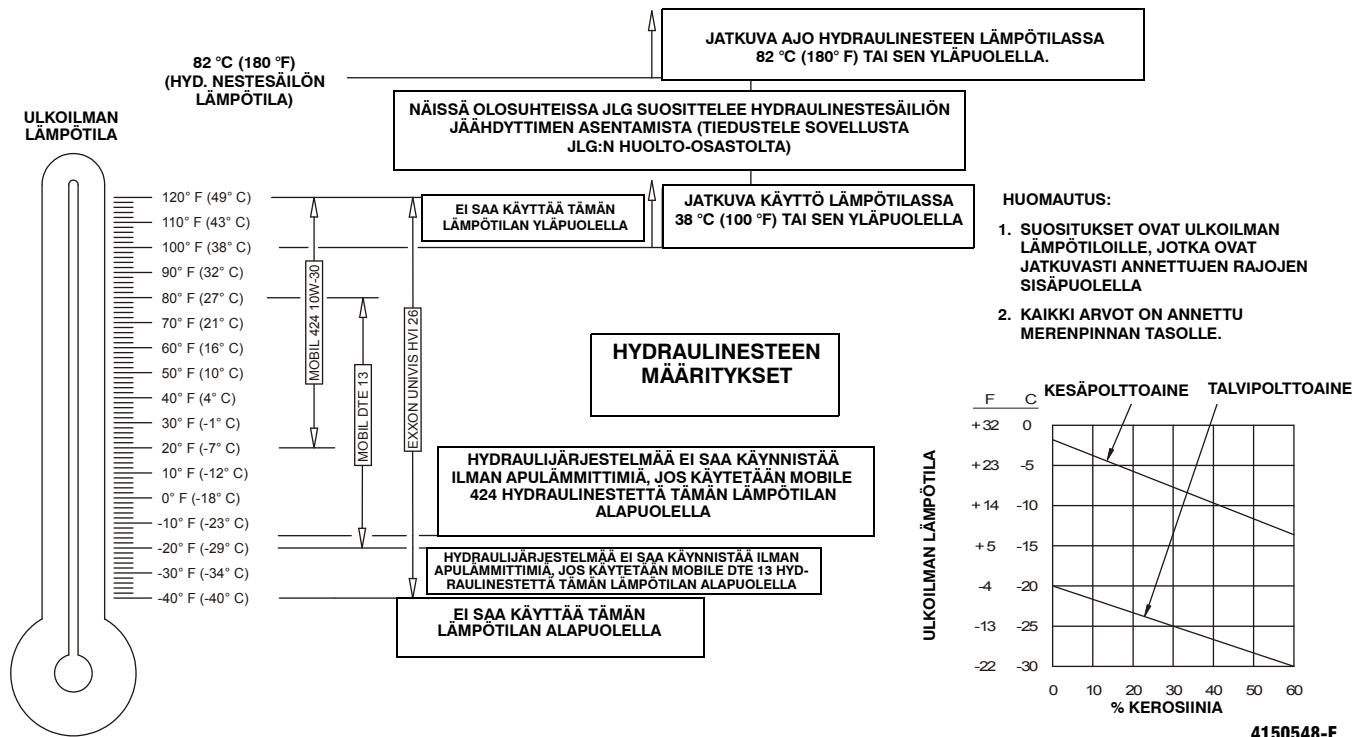 JATKUVA AJO HYDRAULINESTEEN LÄMPÖTILASSA
82 °C (180° F) TAI SEN YLÄPUOLELLA.
82 °C (180 °F)
(HYD. NESTESÄILÖN
LÄMPÖTILA)
NÄISSÄ OLOSUHTEISSA JLG SUOSITTELEE HYDRAULINESTESÄILIÖN
JÄÄHDYTTIMEN ASENTAMISTA (TIEDUSTELE SOVELLUSTA
JLG:N HUOLTO-OSASTOLTA)
ULKOILMAN
LÄMPÖTILA
120° F (49° C)
110° F (43° C)
100° F (38° C)
90° F (32° C)
80° F (27° C)
70° F (21° C)
60° F (16° C)
50° F (10° C)
40° F (4° C)
30° F (-1° C)
20° F (-7° C)
10° F (-12° C)
0° F (-18° C)
-10° F (-23° C)
-20° F (-29° C)
-30° F (-34° C)
-40° F (-40° C)
MOBIL 424 10W-30
MOBIL DTE 13
EXXON UNIVIS HVI 26
EI SAA KÄYTTÄÄ TÄMÄN
LÄMPÖTILAN YLÄPUOLELLA
JATKUVA KÄYTTÖ LÄMPÖTILASSA
38 °C (100 °F) TAI SEN YLÄPUOLELLA
HYDRAULINESTEEN
MÄÄRITYKSET
HYDRAULIJÄRJESTELMÄÄ EI SAA KÄYNNISTÄÄ
ILMAN APULÄMMITTIMIÄ, JOS KÄYTETÄÄN MOBILE
424 HYDRAULINESTETTÄ TÄMÄN LÄMPÖTILAN
ALAPUOLELLA
HYDRAULIJÄRJESTELMÄÄ EI SAA KÄYNNISTÄÄ ILMAN
APULÄMMITTIMIÄ, JOS KÄYTETÄÄN MOBILE DTE 13 HYD-
RAULINESTETTÄ TÄMÄN LÄMPÖTILAN ALAPUOLELLA
EI SAA KÄYTTÄÄ TÄMÄN
LÄMPÖTILAN ALAPUOLELLA
HUOMAUTUS:
1. SUOSITUKSET OVAT ULKOILMAN
LÄMPÖTILOILLE, JOTKA OVAT
JATKUVASTI ANNETTUJEN RAJOJEN
SISÄPUOLELLA
2. KAIKKI ARVOT ON ANNETTU
MERENPINNAN TASOLLE.
KESÄPOLTTOAINE TALVIPOLTTOAINE
F C
+32 0
+23 -5
+14 -10
+5 -15
-4 -20
-13 -25
-22 -30
ULKOILMAN LÄMPÖTILA
0 10 20 30 40 50 60
% KEROSIINIA
4150548-E